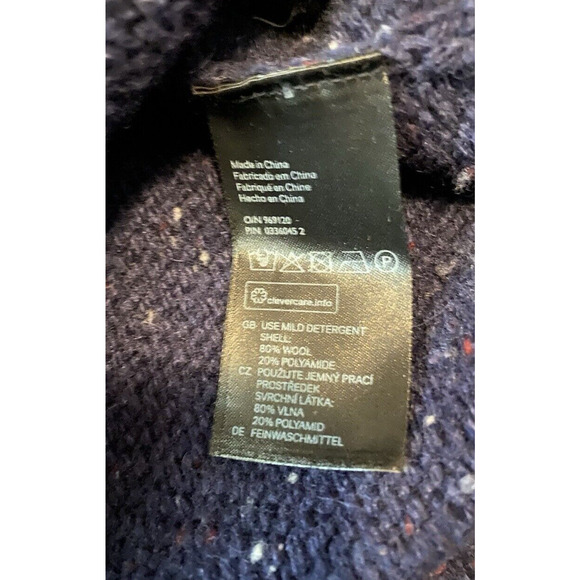 Made in China
Fabricado em China
Fabriqué en Chine
Hecho en China
O/N 969120
P/N 0336045 2
P
clevercare.info
GB USE MILD DETERGENT
SHELL:
80% WOOL
20% POLYAMIDE
CZ POUŽIJTE JEMNÝ PRACÍ
PROSTŘEDEK
SVRCHNÍ LÁTKA:
80% VLNA
20% POLYAMID
DE FEINWASCHMITTEL